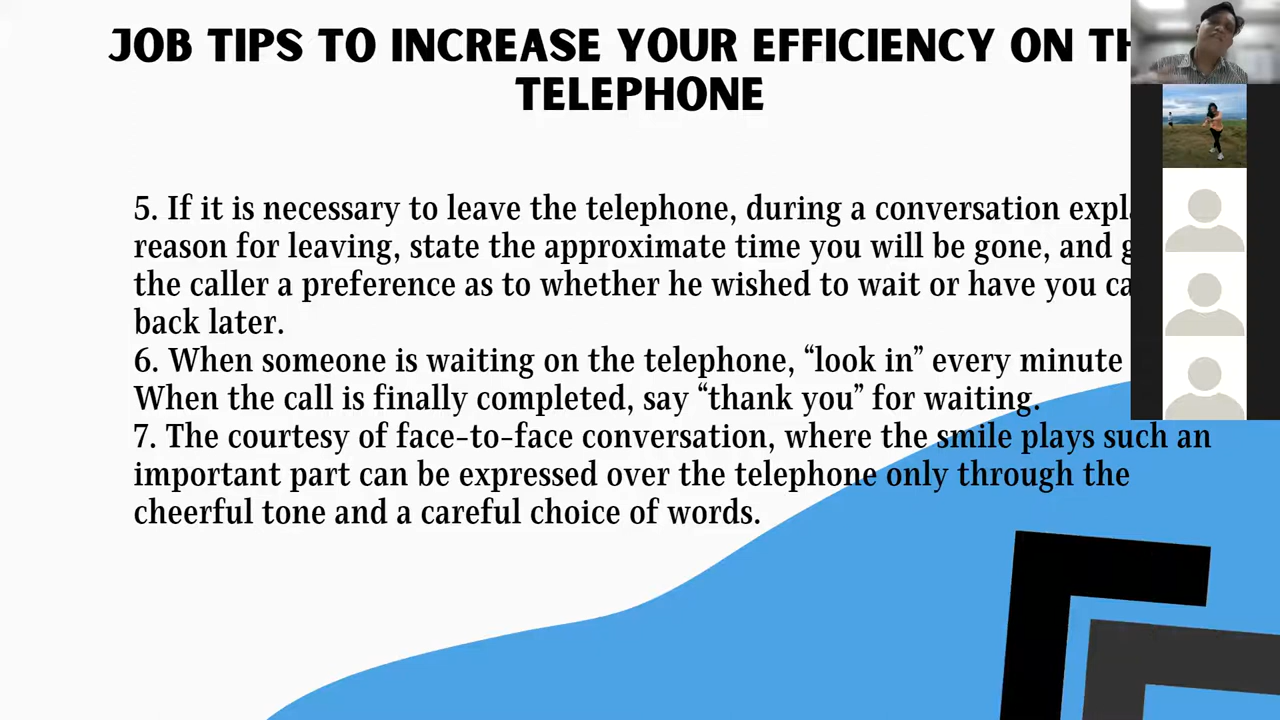 JOB TIPS TO INCREASE YOUR EFFICIENCY ON
TELEPHONE
5. If it is necessary to leave the telephone, during a conversation
reason for leaving, state the approximate time you will be gone, and
the caller a preference as to whether he wished to wait or have you
back later.
6. When someone is waiting on the telephone, “look in” every minute
When the call is finally completed, say “thank you” for waiting.
7. The courtesy of face-to-face conversation, where the smile plays such an
important part can be expressed over the telephone only through the
cheerful tone and a careful choice of words.